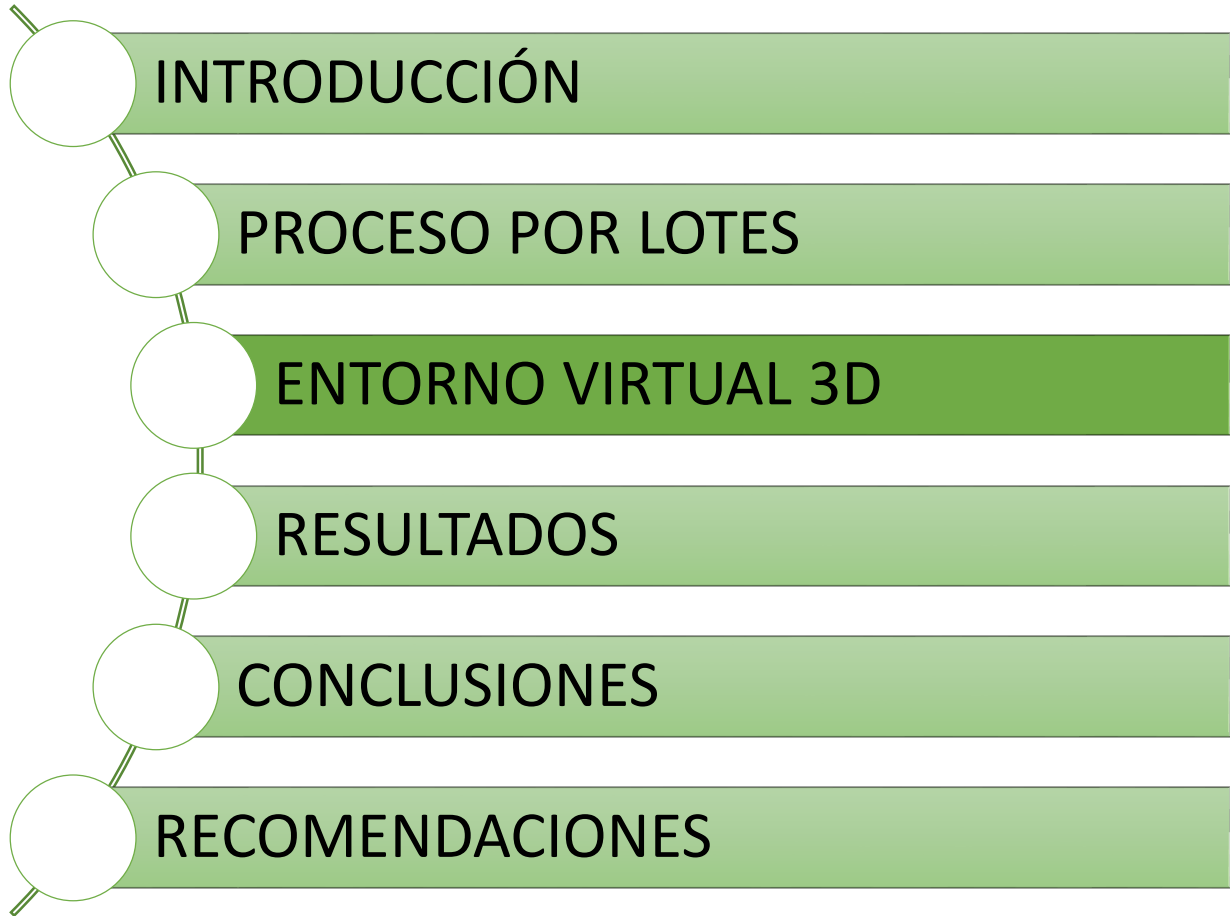 INTRODUCCIÓN
PROCESO POR LOTES
ENTORNO VIRTUAL 3D
RESULTADOS
CONCLUSIONES
RECOMENDACIONES